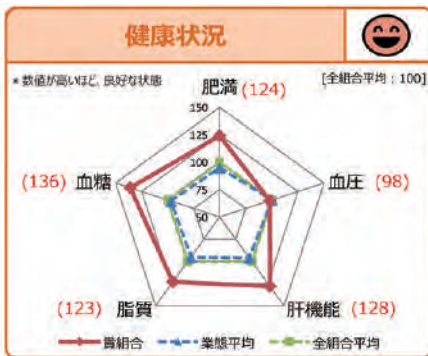 健康状況
*数値が高いほど、良好な状態
[全組合平均：100]
肥満 (124)
150
125
100
75
50
(136) 血糖
血圧 (98)
(123) 脂質
肝機能 (128)
貴組合
業態平均
全組合平均